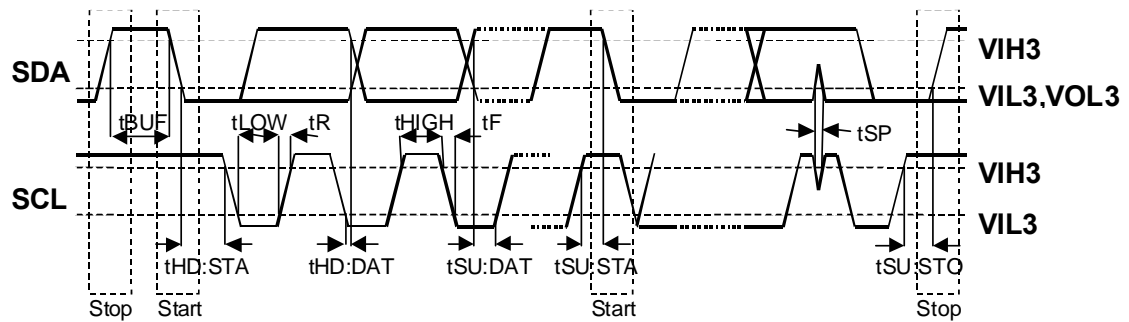 VIH3
SDA
VIL3,VOL3
tBUF tLOW tR tHIGH tF
tSP
VIH3
SCL
VIL3
tHD:STA tHD:DAT tSU:DAT tSU:STA tSU:STO
Stop Start Start Stop